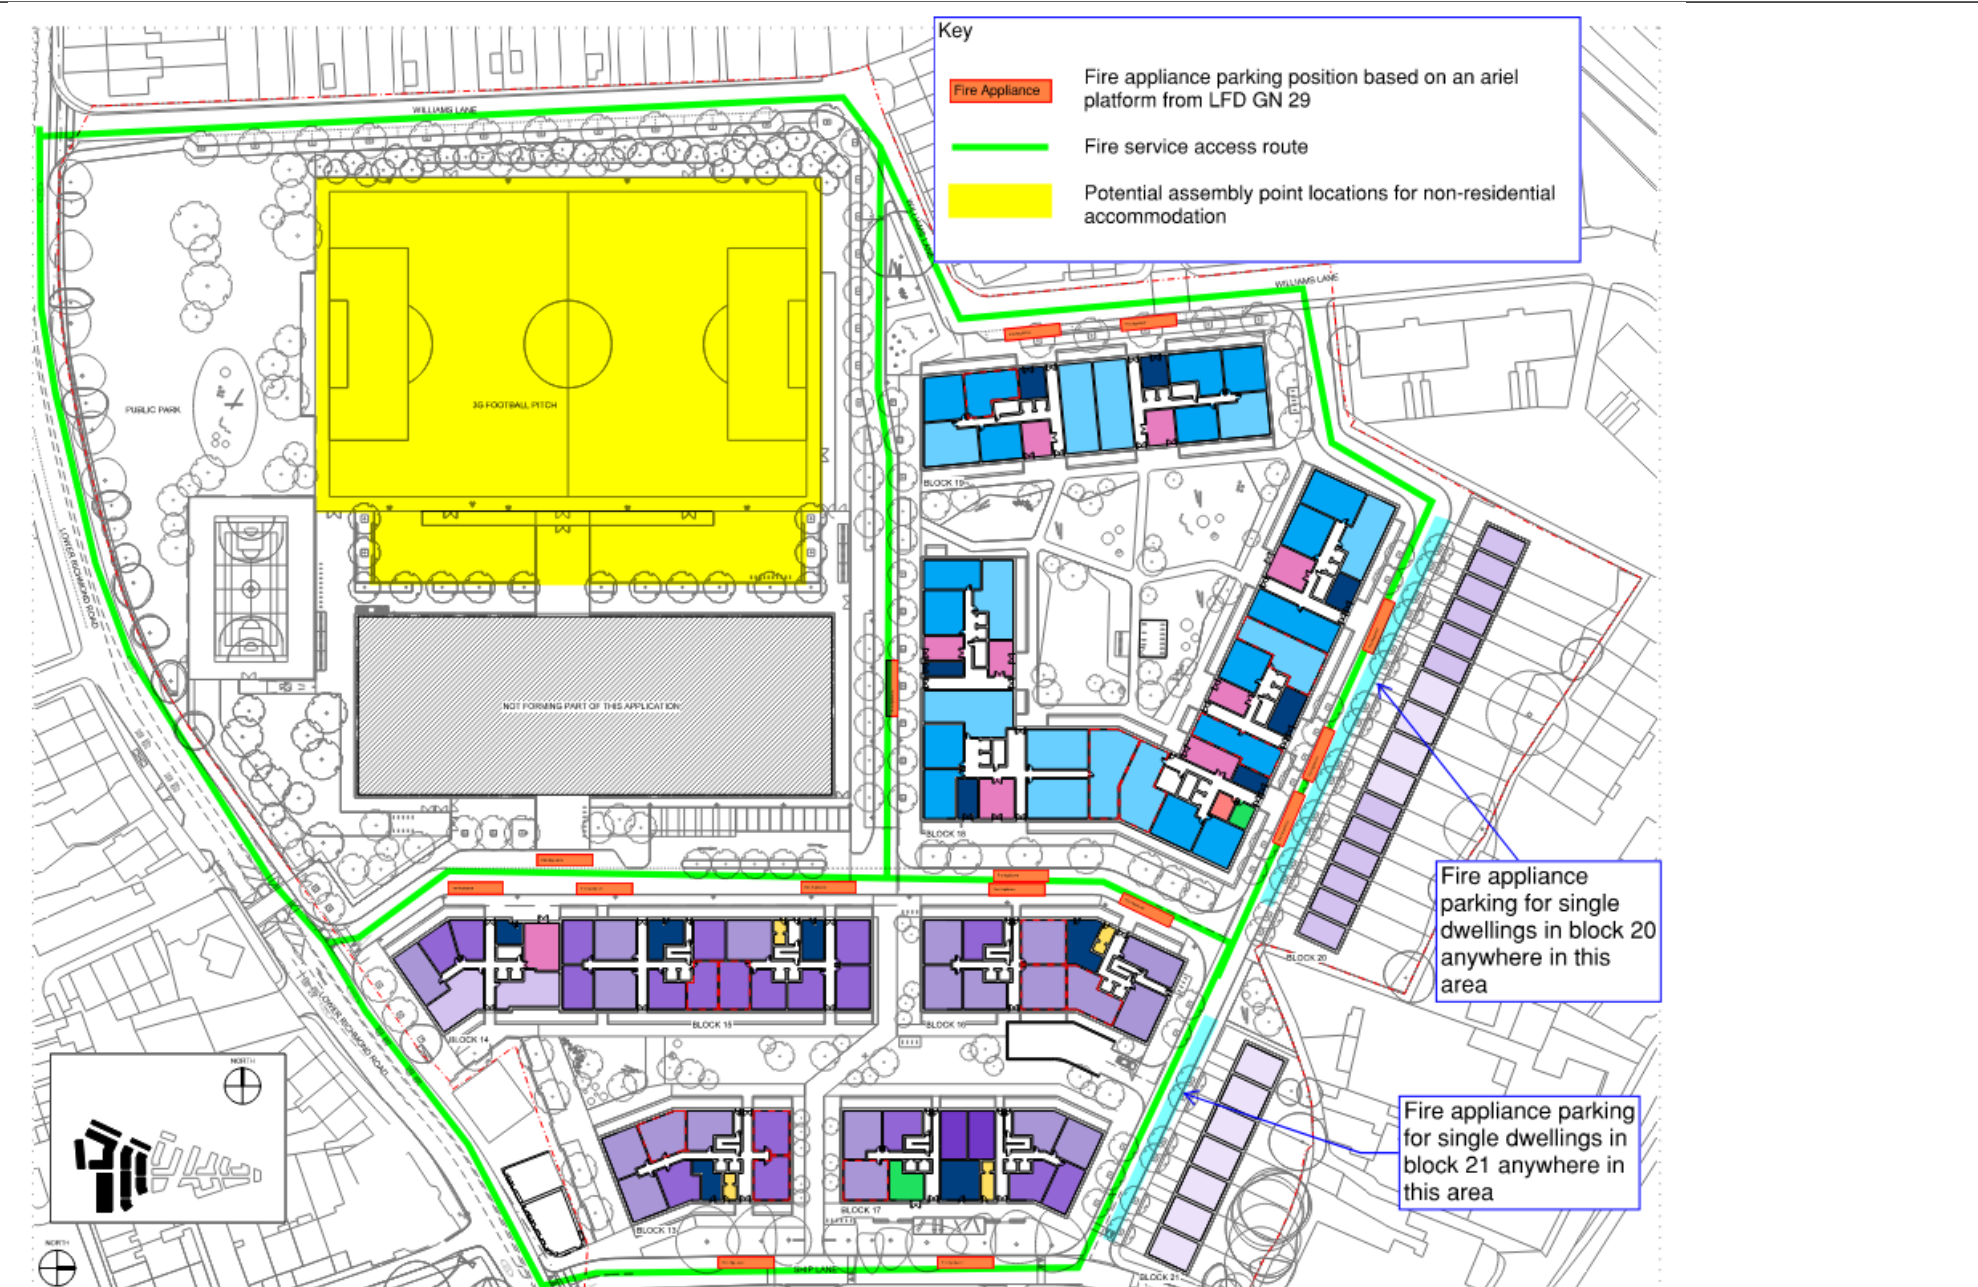 Key
Fire Appliance
Fire appliance parking position based on an ariel
platform from LFD GN 29
Fire service access route
Potential assembly point locations for non-residential
accommodation
WILLIAMS LANE
WILLIAMS LANE
WILLIAMS LANE
PUBLIC PARK
3G FOOTBALL PITCH
BLOCK 19
LOWER RICHMOND ROAD
NOT FORMING PART OF THIS APPLICATION
BLOCK 18
Fire appliance
parking for single
dwellings in block 20
anywhere in this
area
BLOCK 20
LOWER RICHMOND ROAD
BLOCK 14
BLOCK 15
BLOCK 16
NORTH
Fire appliance parking
for single dwellings in
block 21 anywhere in
this area
BLOCK 13
BLOCK 17
NORTH
SHIP LANE
BLOCK 21